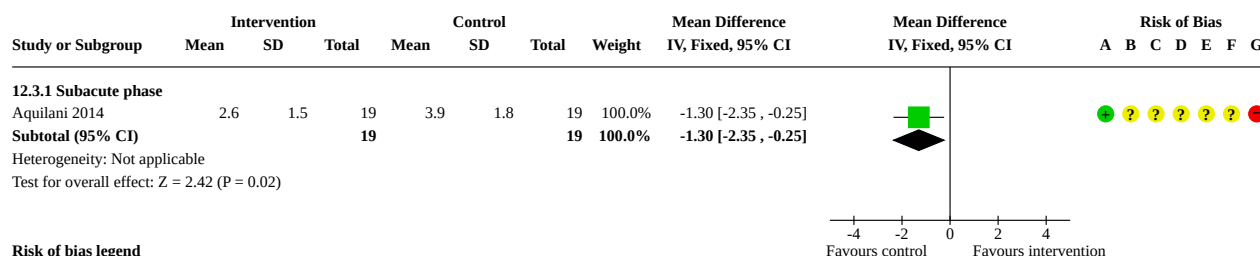 Intervention Control Mean Difference Mean Difference Risk of Bias
Study or Subgroup Mean SD Total Mean SD Total Weight IV, Fixed, 95% CI IV, Fixed, 95% CI A B C D E F G
12.3.1 Subacute phase
Aquilani 2014 2.6 1.5 19 3.9 1.8 19 100.0% -1.30 [-2.35 , -0.25] + ? ? ? ? ? −
Subtotal (95% CI) 19 19 100.0% -1.30 [-2.35 , -0.25]
Heterogeneity: Not applicable
Test for overall effect: Z = 2.42 (P = 0.02)
-4 -2 0 2 4
Favours control Favours intervention
Risk of bias legend